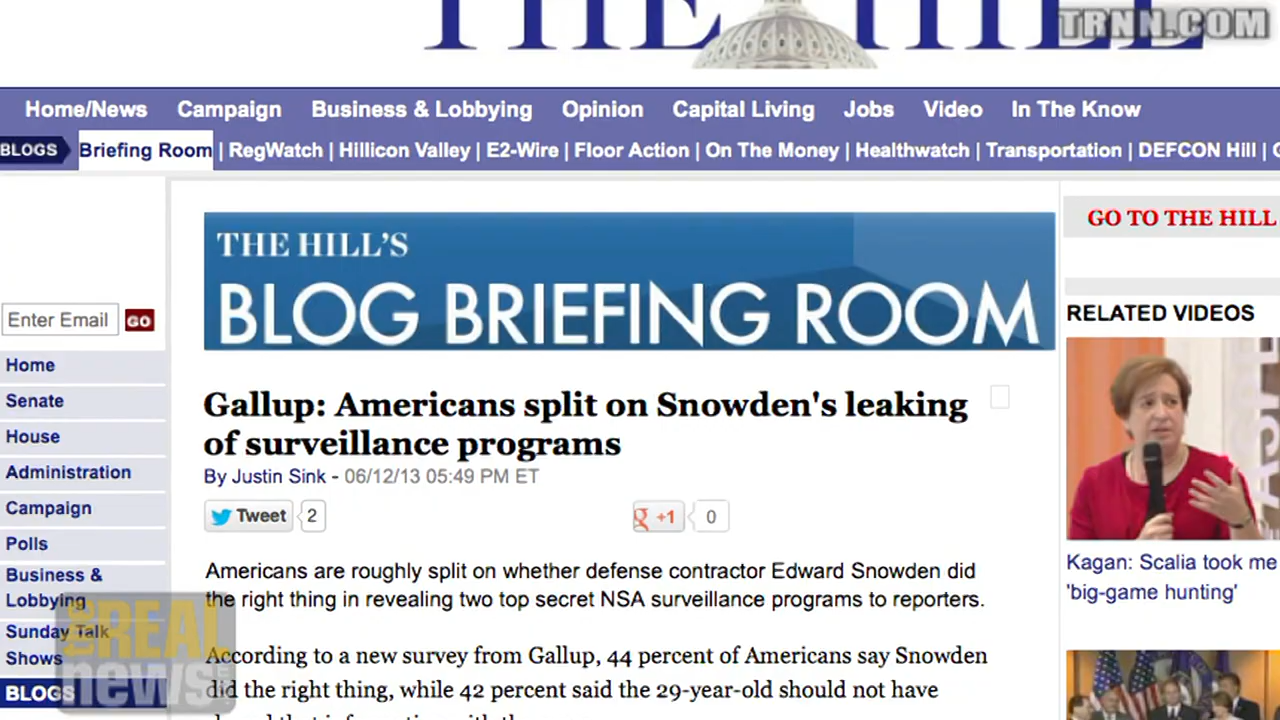 THE HILL
TRNN.COM
Home/News Campaign Business & Lobbying Opinion Capital Living Jobs Video In The Know
BLOGS Briefing Room | RegWatch | Hillicon Valley | E2-Wire | Floor Action | On The Money | Healthwatch | Transportation | DEFCON Hill |
GO TO THE HILL
THE HILL'S
BLOG BRIEFING ROOM
Enter Email GO
Home
Senate
House
Administration
Campaign
Polls
Business &
Lobbying
Sunday Talk
Shows
BLOGS
Gallup: Americans split on Snowden's leaking
of surveillance programs
By Justin Sink - 06/12/13 05:49 PM ET
Tweet 2
+1 0
Americans are roughly split on whether defense contractor Edward Snowden did
the right thing in revealing two top secret NSA surveillance programs to reporters.
According to a new survey from Gallup, 44 percent of Americans say Snowden
did the right thing, while 42 percent said the 29-year-old should not have
RELATED VIDEOS
Kagan: Scalia took me
'big-game hunting'
THE REAL
news